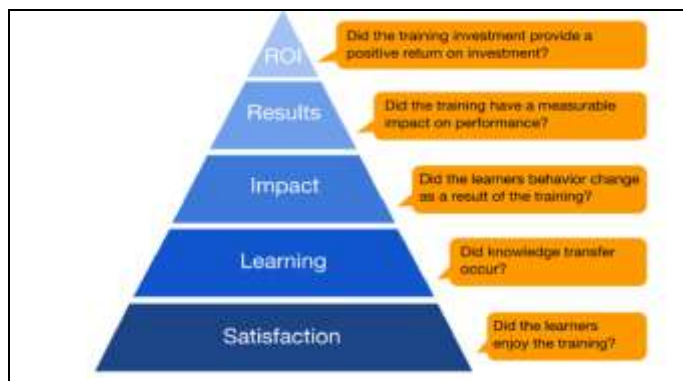 ROI
Did the training investment provide a
positive return on investment?
Results
Did the training have a measurable
impact on performance?
Impact
Did the learners behavior change
as a result of the training?
Learning
Did knowledge transfer
occur?
Satisfaction
Did the learners
enjoy the training?